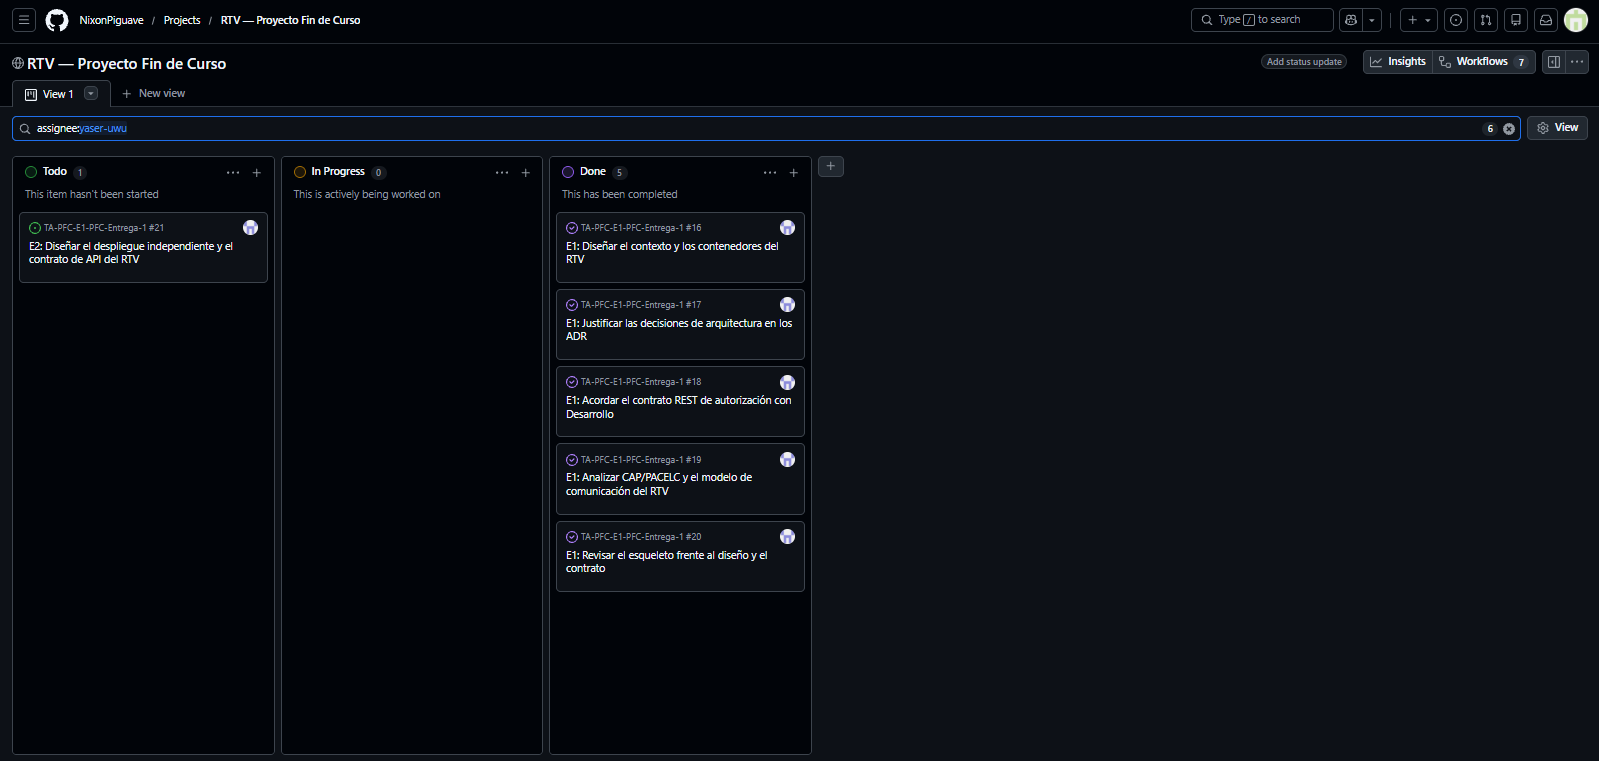 NixonPiguave / Projects / RTV — Proyecto Fin de Curso
Type / to search
RTV — Proyecto Fin de Curso
Add status update
Insights
Workflows 7
View 1
New view
assignee:yaser-uwu
6
View
Todo 1
This item hasn't been started
TA-PFC-E1-PFC-Entrega-1 #21
E2: Diseñar el despliegue independiente y el
contrato de API del RTV
In Progress 0
This is actively being worked on
Done 5
This has been completed
TA-PFC-E1-PFC-Entrega-1 #16
E1: Diseñar el contexto y los contenedores del
RTV
TA-PFC-E1-PFC-Entrega-1 #17
E1: Justificar las decisiones de arquitectura en los
ADR
TA-PFC-E1-PFC-Entrega-1 #18
E1: Acordar el contrato REST de autorización con
Desarrollo
TA-PFC-E1-PFC-Entrega-1 #19
E1: Analizar CAP/PACELC y el modelo de
comunicación del RTV
TA-PFC-E1-PFC-Entrega-1 #20
E1: Revisar el esqueleto frente al diseño y el
contrato